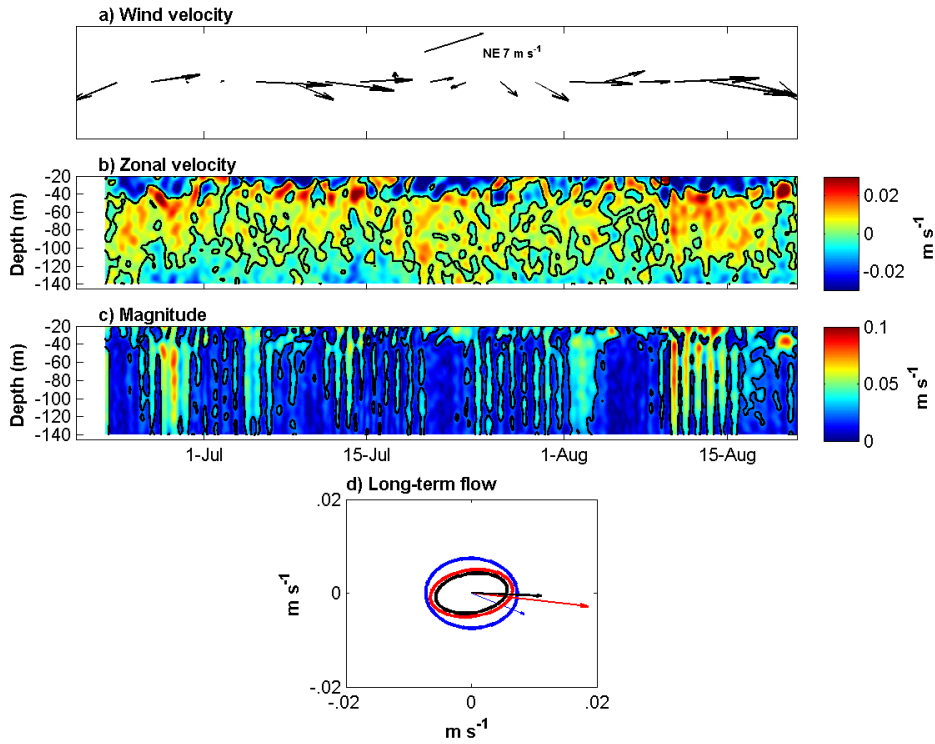 a) Wind velocity
NE 7 m s-1
b) Zonal velocity
Depth (m)
-20
-40
-60
-80
-100
-120
-140
0.02
0
-0.02
m s-1
c) Magnitude
Depth (m)
-20
-40
-60
-80
-100
-120
-140
0.1
0.05
0
m s-1
1-Jul
15-Jul
1-Aug
15-Aug
d) Long-term flow
.02
0
-.02
m s-1
-.02
0
.02
m s-1